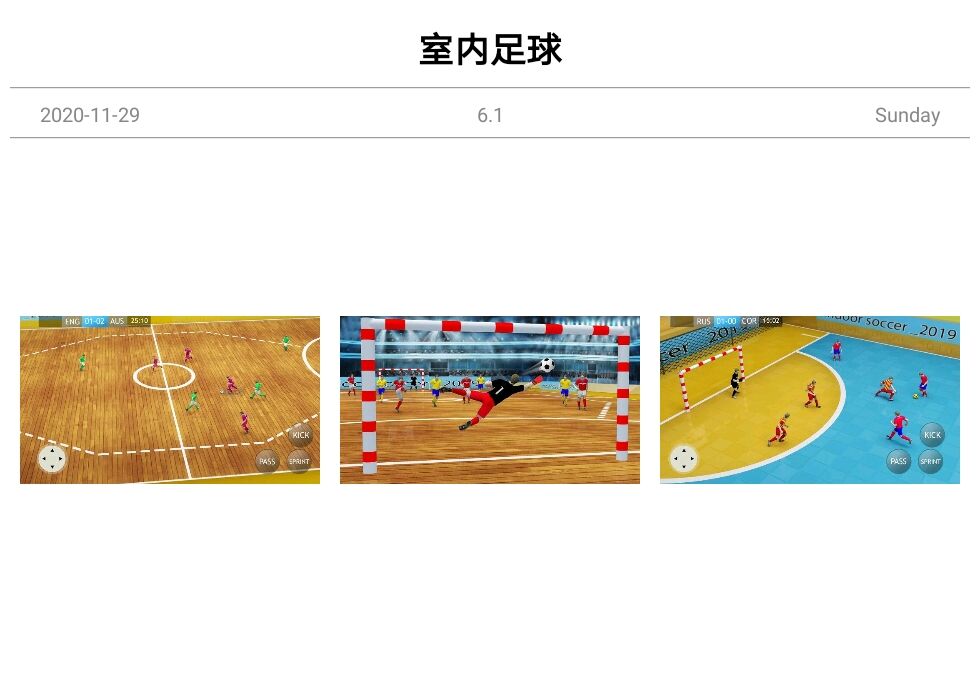 室内足球
2020-11-29
6.1
Sunday
ENG 01-02 AUS 25:10
KICK
PASS SPRINT
RUS 01-00 COR 16:02
indoor soccer 2019
KICK
PASS SPRINT